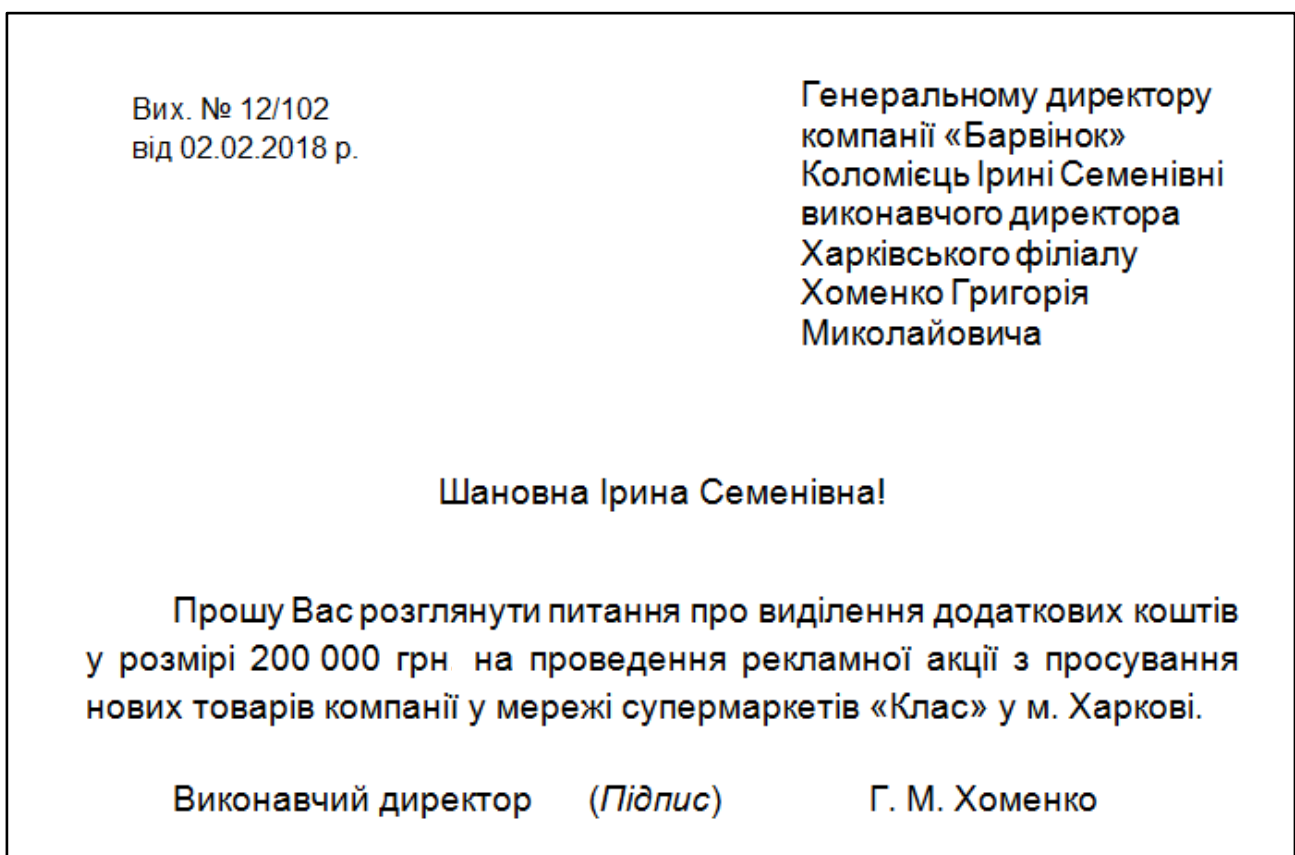 Вих. № 12/102
від 02.02.2018 р.
Генеральному директору
компанії «Барвінок»
Коломієць Ірині Семенівні
виконавчого директора
Харківського філіалу
Хоменко Григорія
Миколайовича
Шановна Ірина Семенівна!
Прошу Вас розглянути питання про виділення додаткових коштів
у розмірі 200 000 грн на проведення рекламної акції з просування
нових товарів компанії у мережі супермаркетів «Клас» у м. Харкові.
Виконавчий директор (Підпис) Г. М. Хоменко